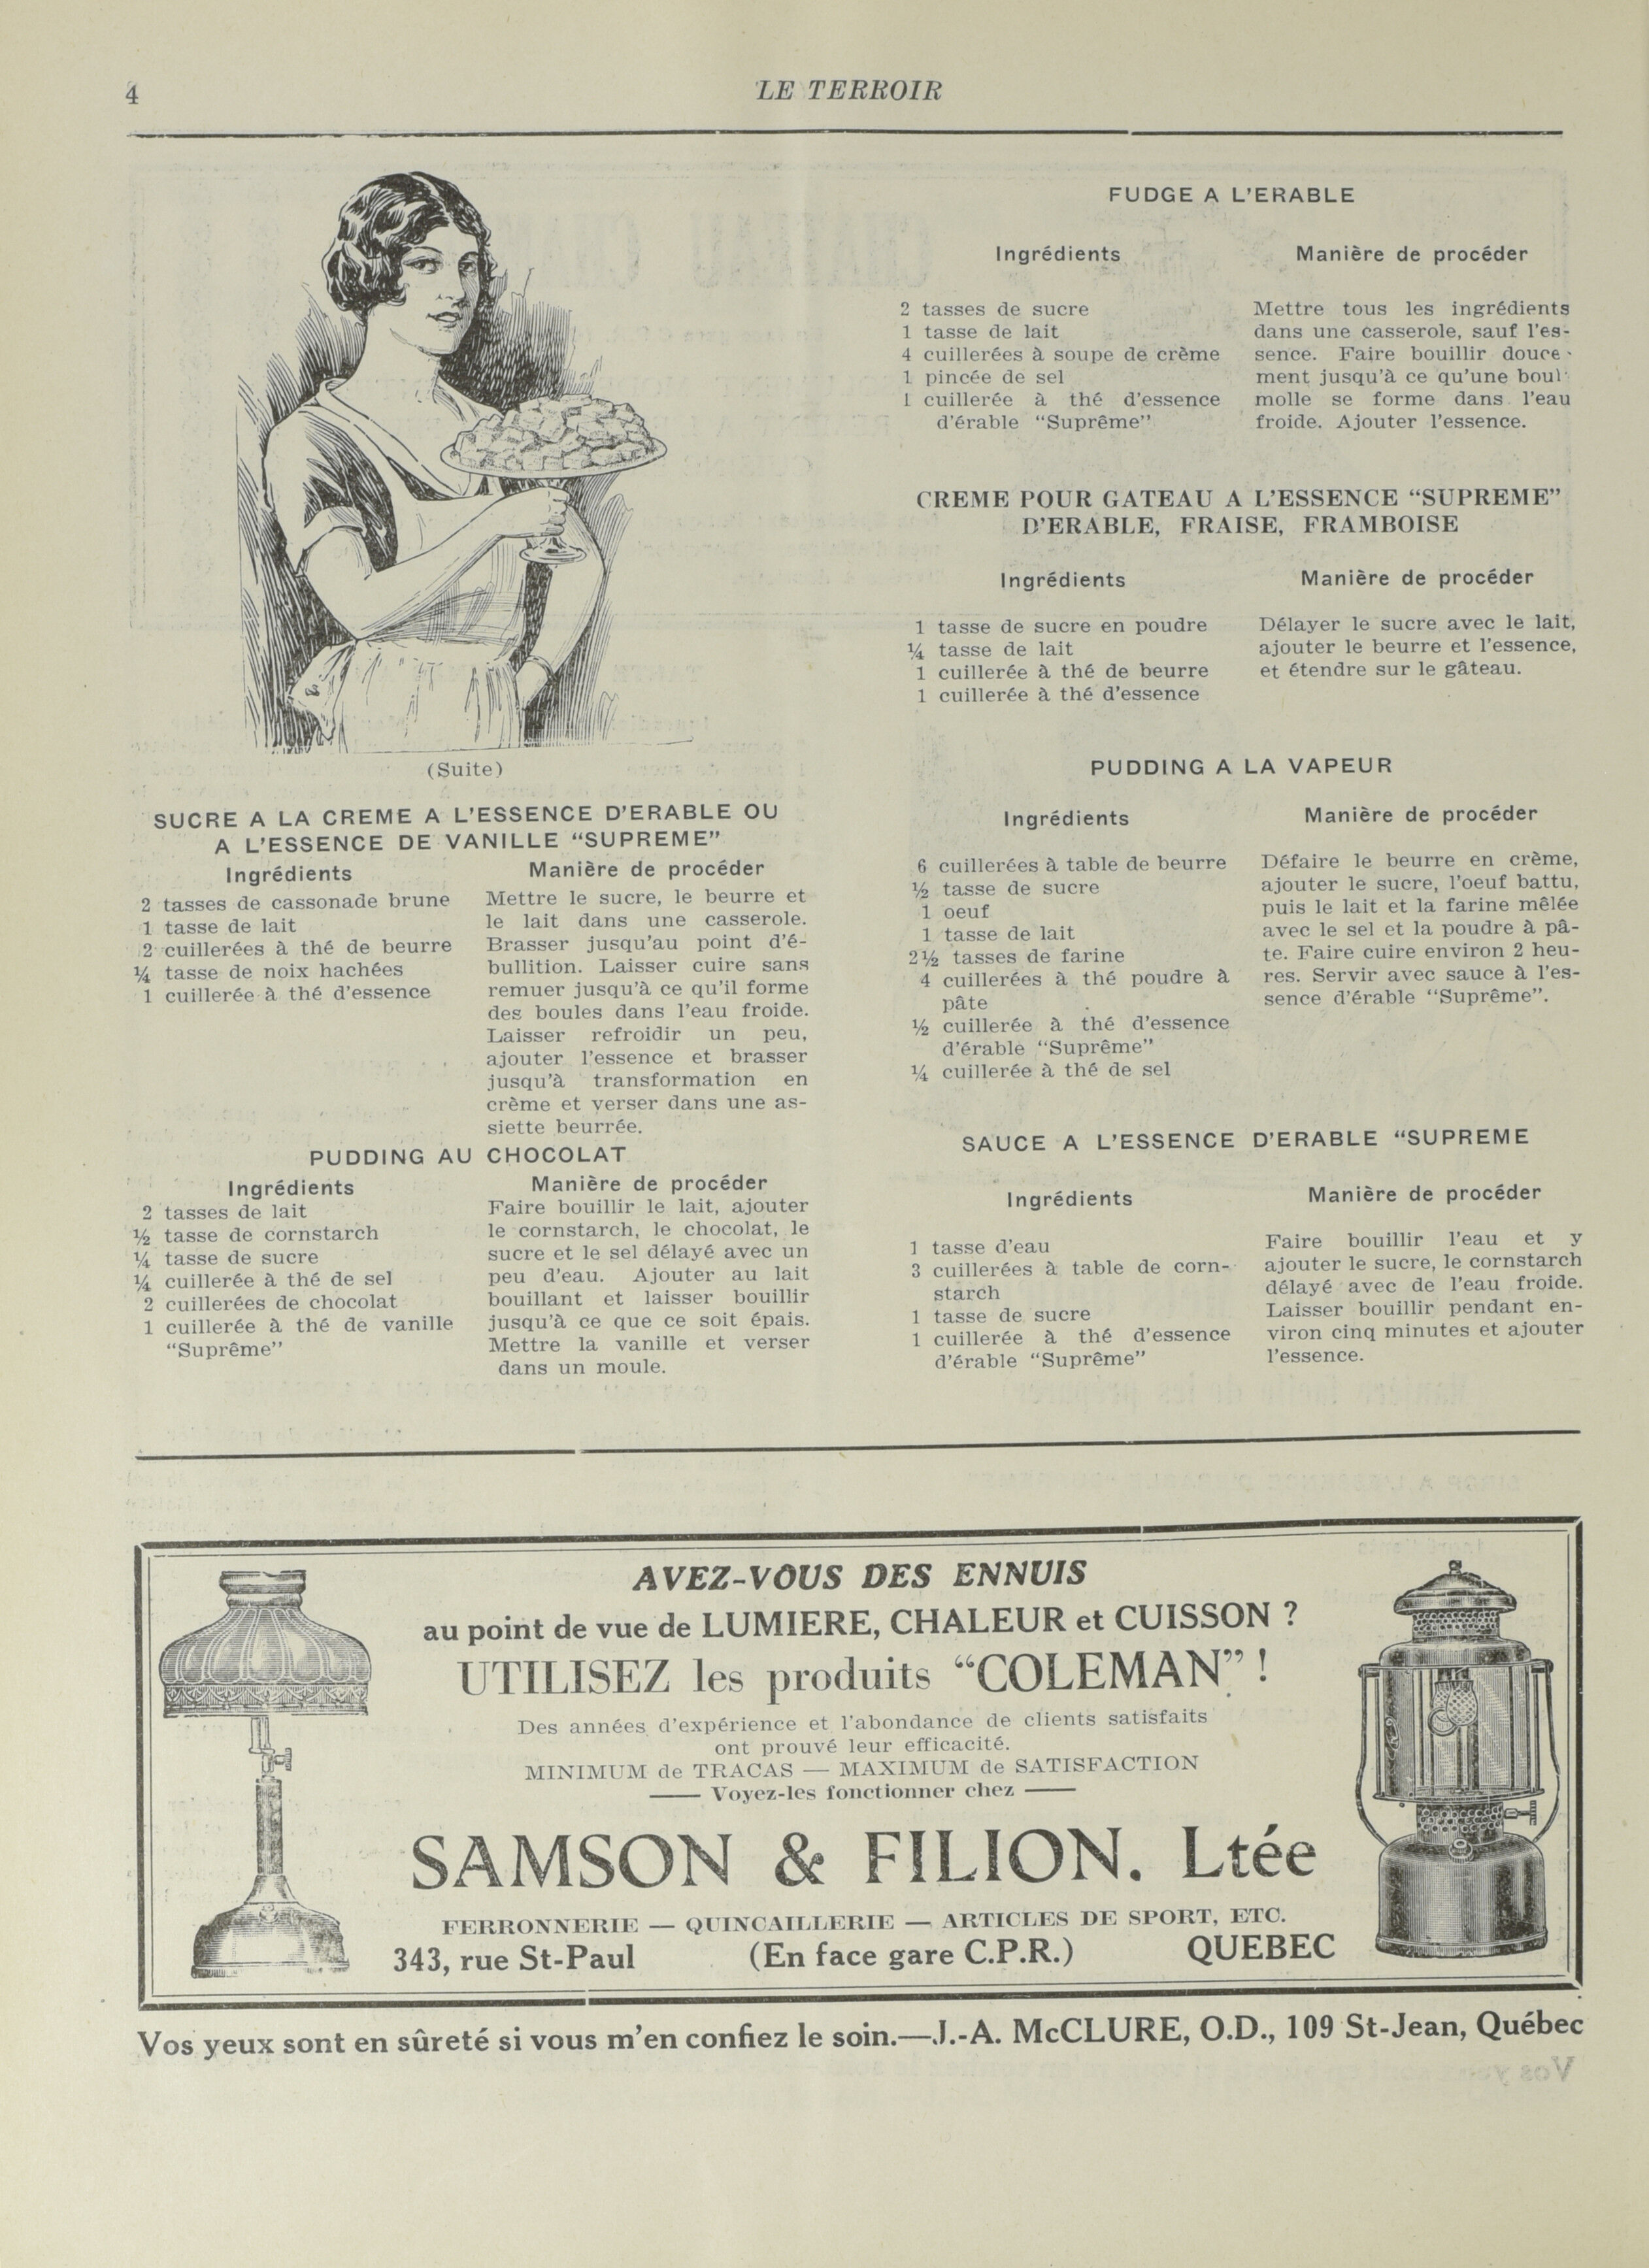 4
LE TERROIR
(Suite)
SUCRE A LA CREME A L'ESSENCE D'ERABLE OU
A L'ESSENCE DE VANILLE “SUPREME”
Ingrédients
2 tasses de cassonade brune
1 tasse de lait
2 cuillerées à thé de beurre
¼ tasse de noix hachées
1 cuillerée à thé d'essence
Manière de procéder
Mettre le sucre, le beurre et
le lait dans une casserole.
Brasser jusqu'au point d'é-
bullition. Laisser cuire sans
remuer jusqu'à ce qu'il forme
des boules dans l'eau froide.
Laisser refroidir un peu,
ajouter l'essence et brasser
jusqu'à transformation en
crème et verser dans une as-
siette beurrée.
PUDDING AU CHOCOLAT
Ingrédients
2 tasses de lait
½ tasse de cornstarch
¼ tasse de sucre
¼ cuillerée à thé de sel
2 cuillerées de chocolat
1 cuillerée à thé de vanille
“Suprême”
Manière de procéder
Faire bouillir le lait, ajouter
le cornstarch, le chocolat, le
sucre et le sel délayé avec un
peu d'eau. Ajouter au lait
bouillant et laisser bouillir
jusqu'à ce que ce soit épais.
Mettre la vanille et verser
dans un moule.
FUDGE A L'ERABLE
Ingrédients
2 tasses de sucre
1 tasse de lait
4 cuillerées à soupe de crème
1 pincée de sel
1 cuillerée à thé d'essence
d'érable “Suprême”
Manière de procéder
Mettre tous les ingrédients
dans une casserole, sauf l'es-
sence. Faire bouillir douce-
ment jusqu'à ce qu'une boul
molle se forme dans l'eau
froide. Ajouter l'essence.
CREME POUR GATEAU A L'ESSENCE “SUPREME”
D'ERABLE, FRAISE, FRAMBOISE
Ingrédients
1 tasse de sucre en poudre
¼ tasse de lait
1 cuillerée à thé de beurre
1 cuillerée à thé d'essence
Manière de procéder
Délayer le sucre avec le lait,
ajouter le beurre et l'essence,
et étendre sur le gâteau.
PUDDING A LA VAPEUR
Ingrédients
6 cuillerées à table de beurre
½ tasse de sucre
1 oeuf
1 tasse de lait
2½ tasses de farine
4 cuillerées à thé poudre à
pâte
½ cuillerée à thé d'essence
d'érable “Suprême”
¼ cuillerée à thé de sel
Manière de procéder
Défaire le beurre en crème,
ajouter le sucre, l'oeuf battu,
puis le lait et la farine mêlée
avec le sel et la poudre à pâ-
te. Faire cuire environ 2 heu-
res. Servir avec sauce à l'es-
sence d'érable “Suprême”.
SAUCE A L'ESSENCE D'ERABLE “SUPREME
Ingrédients
1 tasse d'eau
3 cuillerées à table de corn-
starch
1 tasse de sucre
1 cuillerée à thé d'essence
d'érable “Suprême”
Manière de procéder
Faire bouillir l'eau et y
ajouter le sucre, le cornstarch
délayé avec de l'eau froide.
Laisser bouillir pendant en-
viron cinq minutes et ajouter
l'essence.
AVEZ-VOUS DES ENNUIS
au point de vue de LUMIERE, CHALEUR et CUISSON ?
UTILISEZ les produits “COLEMAN” !
Des années d'expérience et l'abondance de clients satisfaits
ont prouvé leur efficacité.
MINIMUM de TRACAS — MAXIMUM de SATISFACTION
—— Voyez-les fonctionner chez ——
SAMSON & FILION. Ltée
FERRONNERIE — QUINCAILLERIE — ARTICLES DE SPORT, ETC.
343, rue St-Paul (En face gare C.P.R.) QUEBEC
Vos yeux sont en sûreté si vous m'en confiez le soin.—J.-A. McCLURE, O.D., 109 St-Jean, Québec